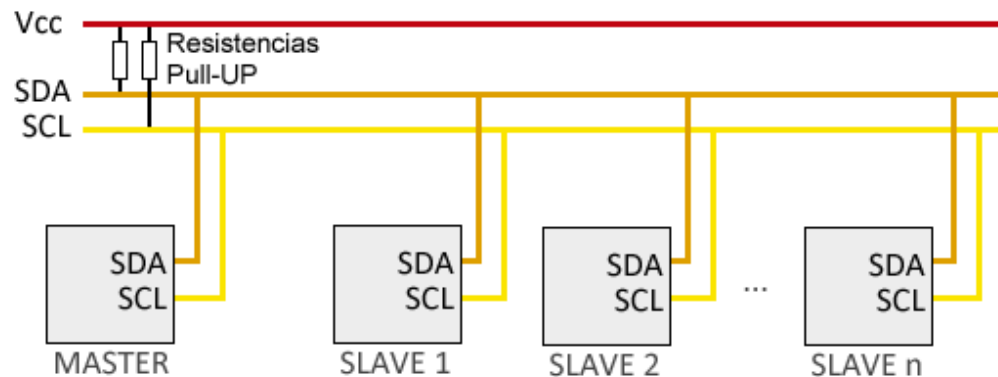 Vcc
Resistencias
Pull-UP
SDA
SCL
SDA
SCL
MASTER
SDA
SCL
SLAVE 1
SDA
SCL
SLAVE 2
...
SDA
SCL
SLAVE n